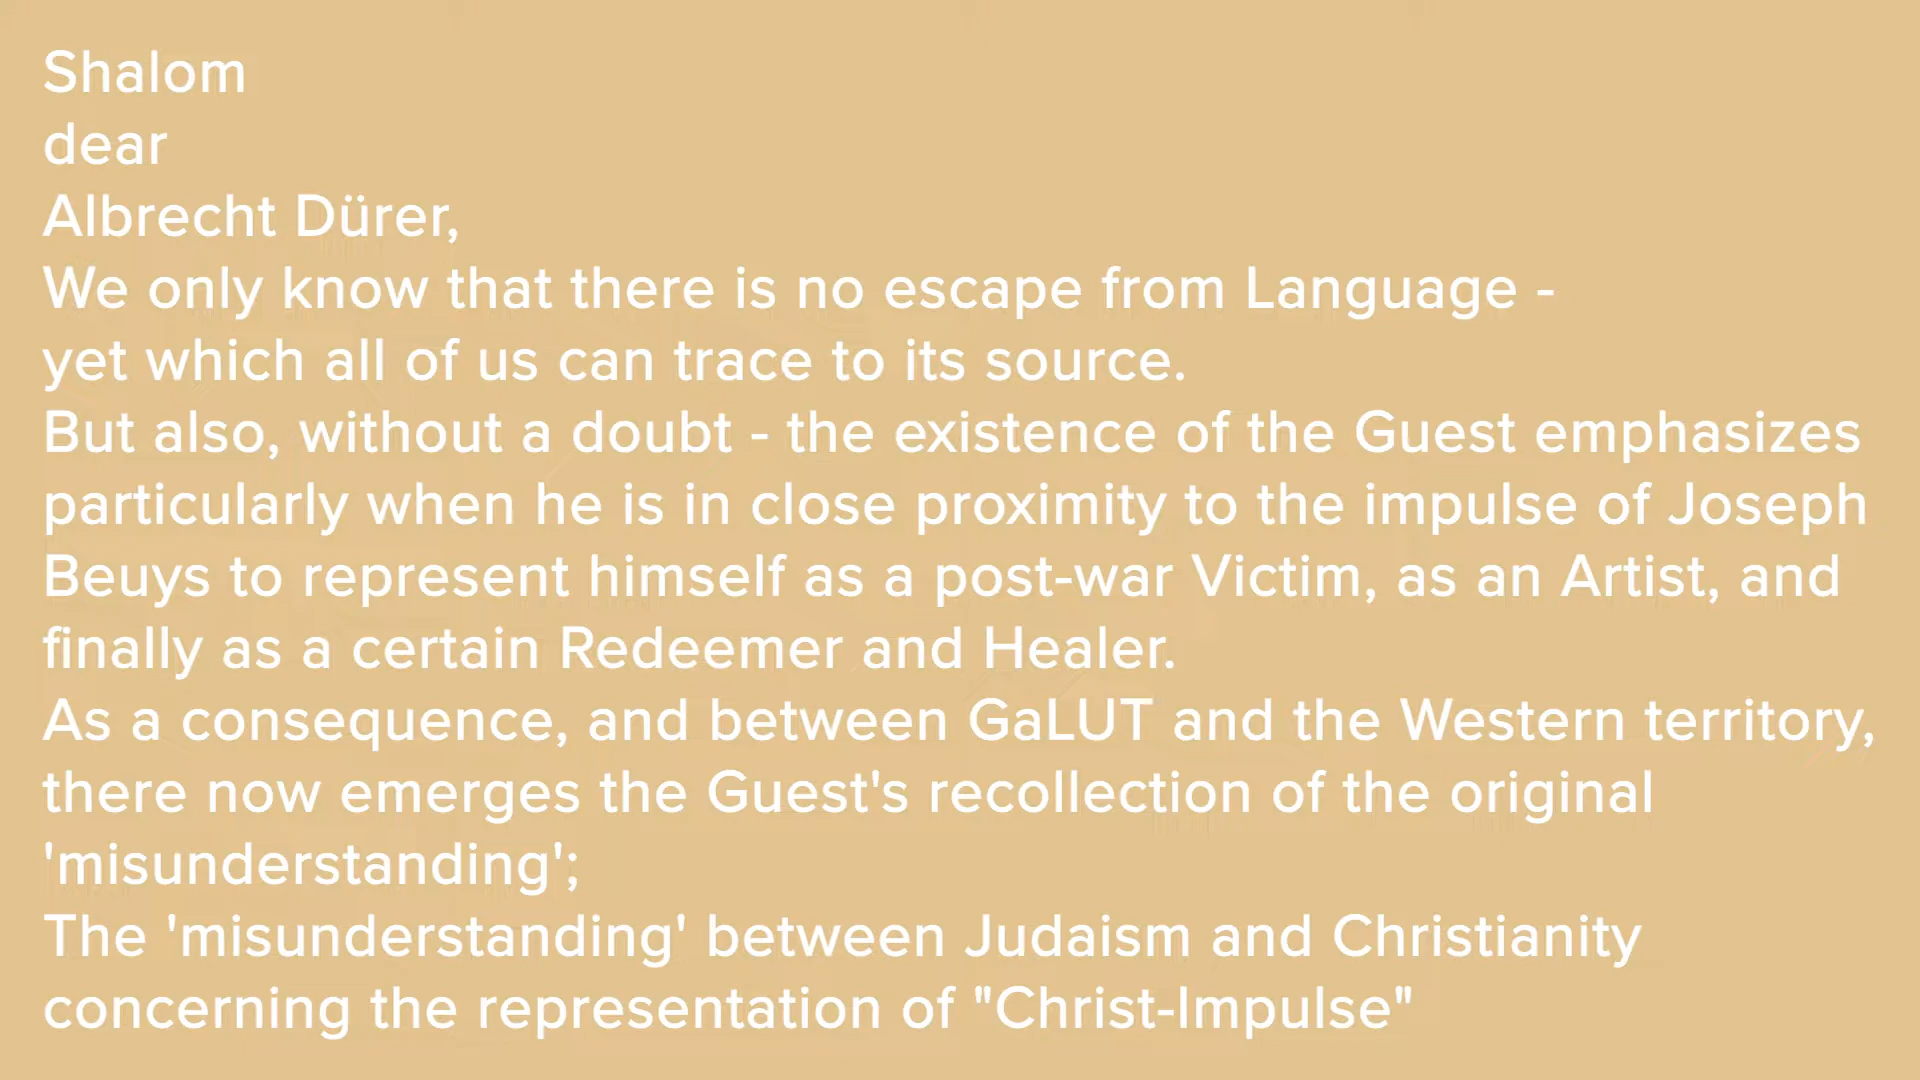 Shalom
dear
Albrecht Dürer,
We only know that there is no escape from Language -
yet which all of us can trace to its source.
But also, without a doubt - the existence of the Guest emphasizes
particularly when he is in close proximity to the impulse of Joseph
Beuys to represent himself as a post-war Victim, as an Artist, and
finally as a certain Redeemer and Healer.
As a consequence, and between GaLUT and the Western territory,
there now emerges the Guest's recollection of the original
'misunderstanding';
The 'misunderstanding' between Judaism and Christianity
concerning the representation of "Christ-Impulse"